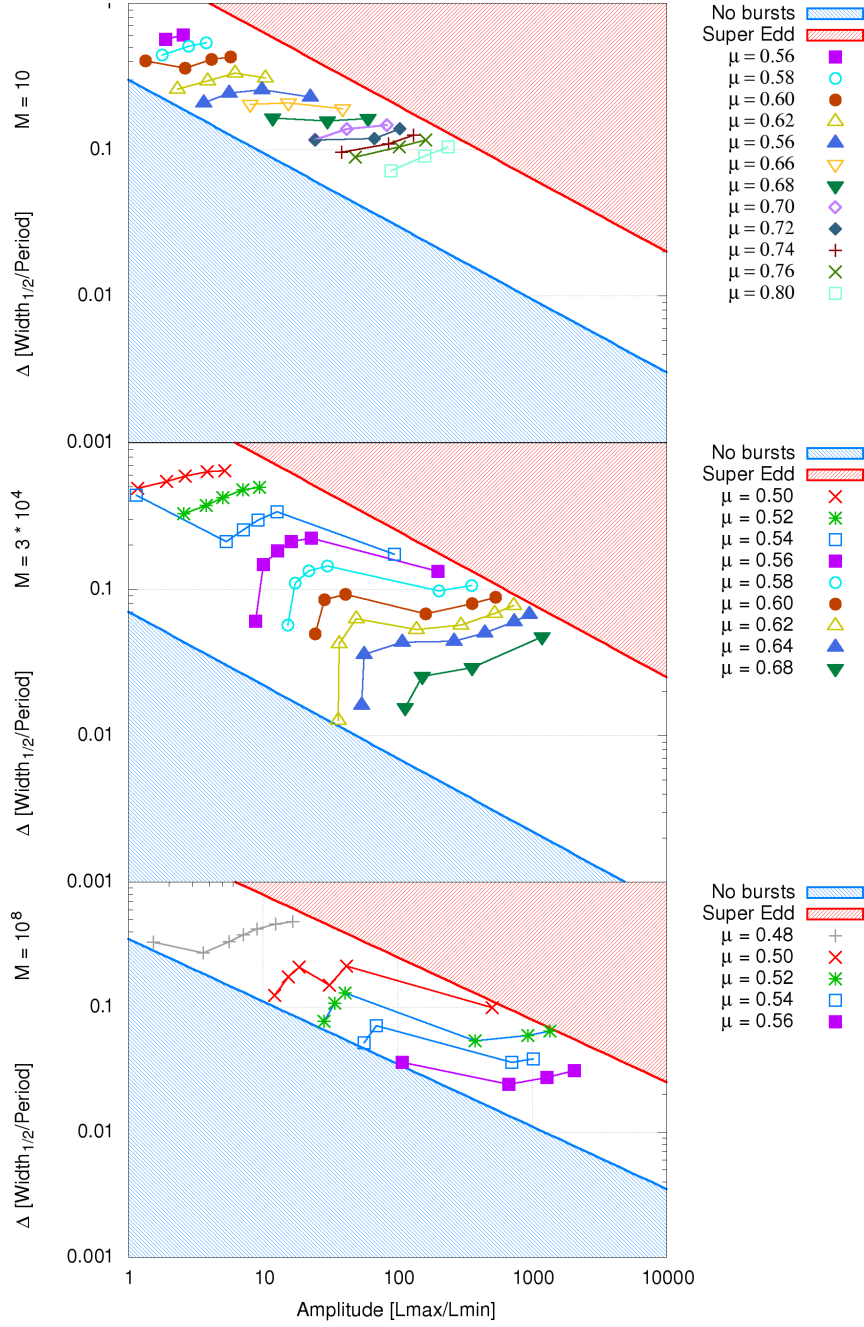 No bursts
Super Edd
μ = 0.56
μ = 0.58
μ = 0.60
μ = 0.62
μ = 0.56
μ = 0.66
μ = 0.68
μ = 0.70
μ = 0.72
μ = 0.74
μ = 0.76
μ = 0.80
M = 10
Δ [Width1/2/Period]
0.1
0.01
0.001
No bursts
Super Edd
μ = 0.50
μ = 0.52
μ = 0.54
μ = 0.56
μ = 0.58
μ = 0.60
μ = 0.62
μ = 0.64
μ = 0.68
M = 3 * 10^4
Δ [Width1/2/Period]
0.1
0.01
0.001
No bursts
Super Edd
μ = 0.48
μ = 0.50
μ = 0.52
μ = 0.54
μ = 0.56
M = 10^8
Δ [Width1/2/Period]
0.1
0.01
0.001
1 10 100 1000 10000
Amplitude [Lmax/Lmin]